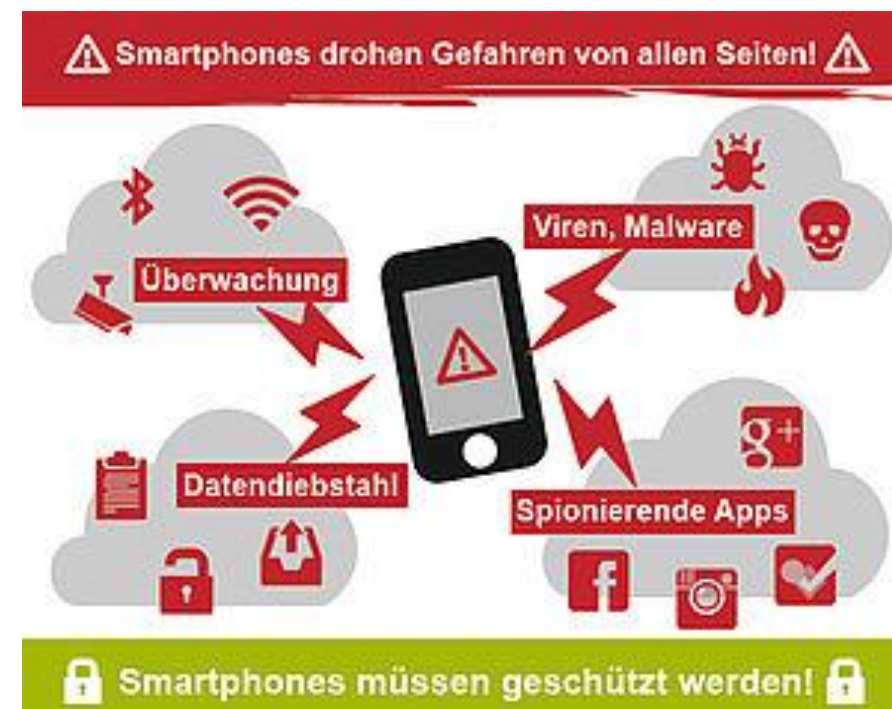 Smartphones drohen Gefahren von allen Seiten!
Überwachung
Viren, Malware
Datendiebstahl
Spionierende Apps
g+
f
Smartphones müssen geschützt werden!